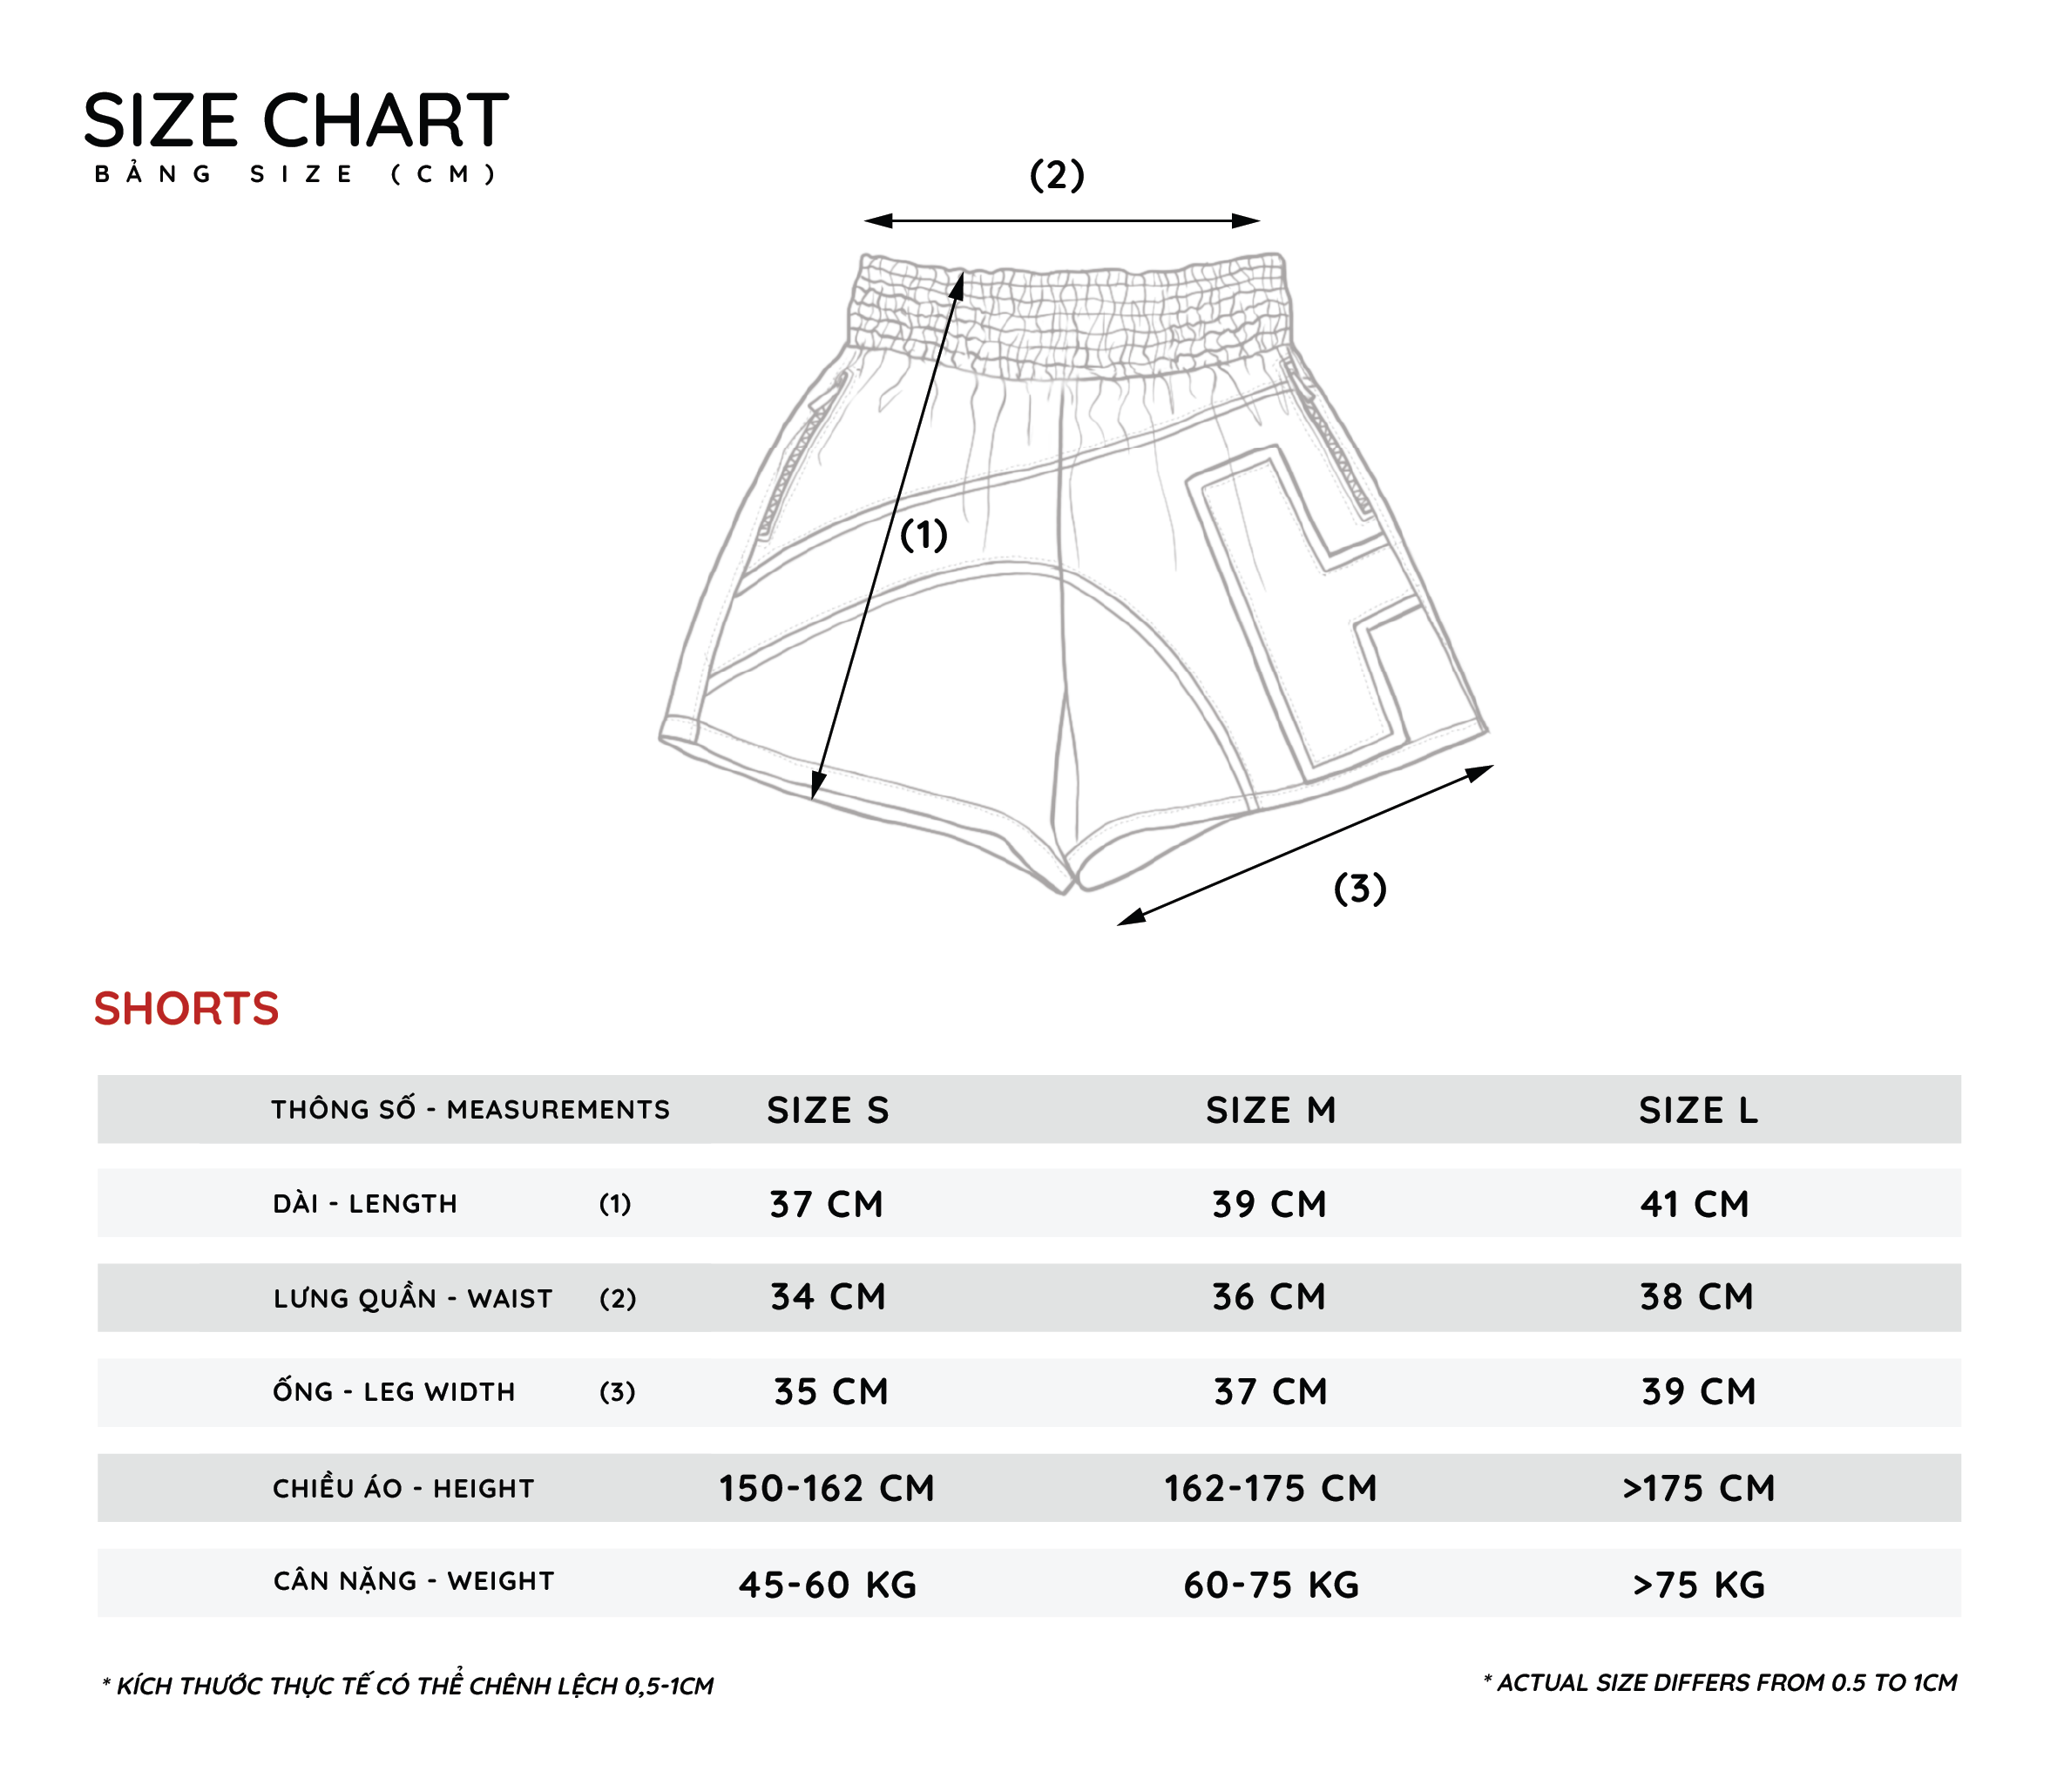 SIZE CHART
BẢNG SIZE (CM)
(2)
(1)
(3)
SHORTS
THÔNG SỐ - MEASUREMENTS SIZE S SIZE M SIZE L
DÀI - LENGTH (1) 37 CM 39 CM 41 CM
LƯNG QUẦN - WAIST (2) 34 CM 36 CM 38 CM
ỐNG - LEG WIDTH (3) 35 CM 37 CM 39 CM
CHIỀU ÁO - HEIGHT 150-162 CM 162-175 CM >175 CM
CÂN NẶNG - WEIGHT 45-60 KG 60-75 KG >75 KG
* KÍCH THƯỚC THỰC TẾ CÓ THỂ CHÊNH LỆCH 0,5-1CM
* ACTUAL SIZE DIFFERS FROM 0.5 TO 1CM